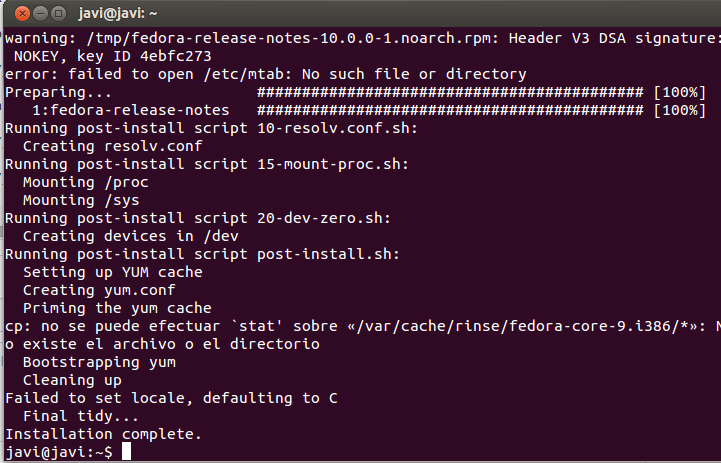 javi@javi: ~
warning: /tmp/fedora-release-notes-10.0.0-1.noarch.rpm: Header V3 DSA signature:
NOKEY, key ID 4ebfc273
error: failed to open /etc/mtab: No such file or directory
Preparing... ########################################### [100%]
1:fedora-release-notes ########################################### [100%]
Running post-install script 10-resolv.conf.sh:
Creating resolv.conf
Running post-install script 15-mount-proc.sh:
Mounting /proc
Mounting /sys
Running post-install script 20-dev-zero.sh:
Creating devices in /dev
Running post-install script post-install.sh:
Setting up YUM cache
Creating yum.conf
Priming the yum cache
cp: no se puede efectuar `stat' sobre «/var/cache/rinse/fedora-core-9.i386/*»: N
o existe el archivo o el directorio
Bootstrapping yum
Cleaning up
Failed to set locale, defaulting to C
Final tidy...
Installation complete.
javi@javi:~$